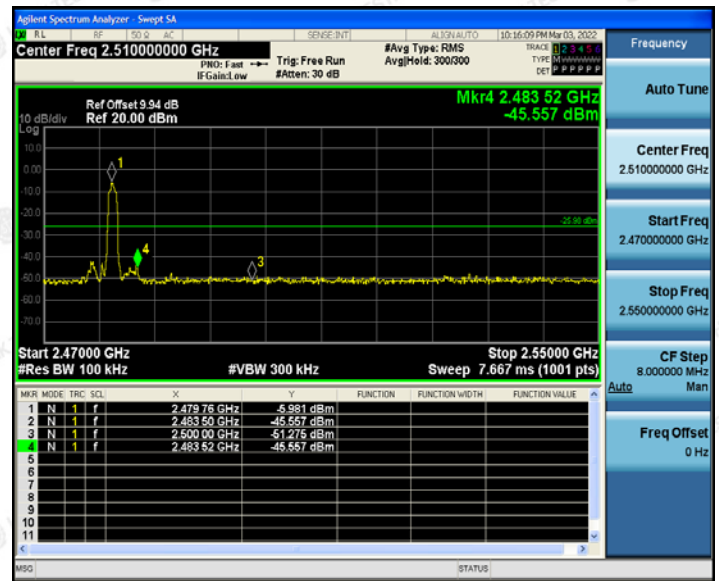 Agilent Spectrum Analyzer - Swept SA
RL RF 50 Ω AC SENSE:INT ALIGNAUTO 10:16:09 PM Mar 03, 2022
Center Freq 2.510000000 GHz
PNO: Fast
IFGain:Low
Trig: Free Run
#Atten: 30 dB
#Avg Type: RMS
Avg|Hold: 300/300
TRACE 1 2 3 4 5 6
TYPE M
DET P P P P P P
Frequency
Mkr4 2.483 52 GHz
-45.557 dBm
Ref Offset 9.94 dB
10 dB/div Ref 20.00 dBm
Log
10.0
0.00
-10.0
-20.0
-30.0
-40.0
-50.0
-60.0
-70.0
1
4
3
-25.98 dBm
Start 2.47000 GHz Stop 2.55000 GHz
#Res BW 100 kHz #VBW 300 kHz Sweep 7.667 ms (1001 pts)
MKR MODE TRC SCL X Y FUNCTION FUNCTION WIDTH FUNCTION VALUE
1 N 1 f 2.479 76 GHz -5.981 dBm
2 N 1 f 2.483 50 GHz -45.557 dBm
3 N 1 f 2.500 00 GHz -51.275 dBm
4 N 1 f 2.483 52 GHz -45.557 dBm
5
6
7
8
9
10
11
MSG STATUS
Auto Tune
Center Freq
2.510000000 GHz
Start Freq
2.470000000 GHz
Stop Freq
2.550000000 GHz
CF Step
8.000000 MHz
Auto Man
Freq Offset
0 Hz